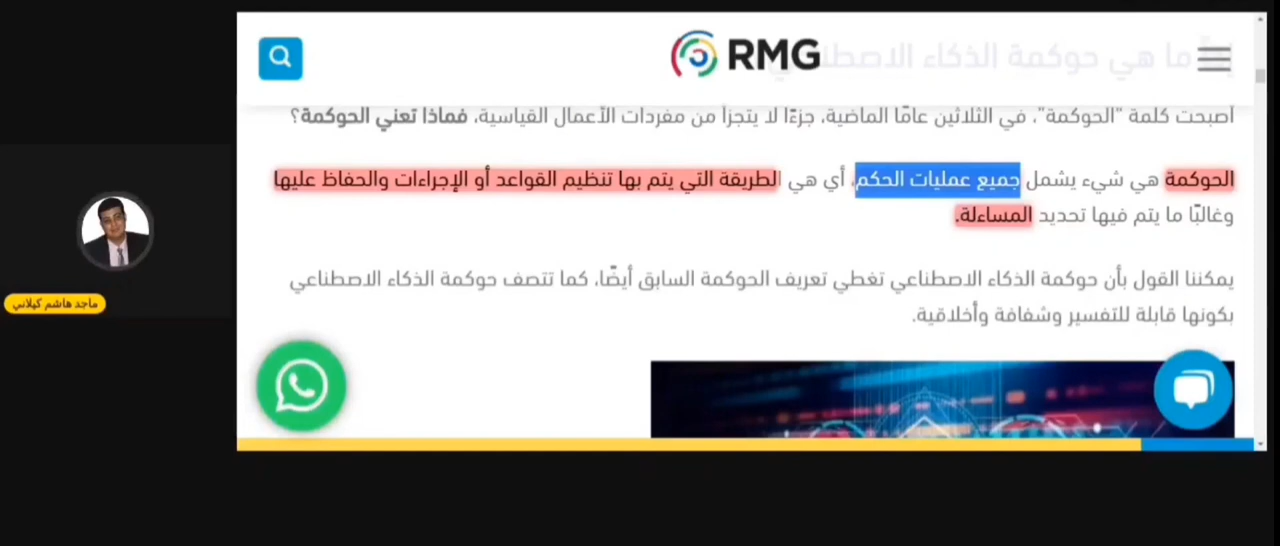 RMG
ما هي حوكمة الذكاء الاصطناعي
أصبحت كلمة "الحوكمة"، في الثلاثين عامًا الماضية، جزءًا لا يتجزأ من مفردات الأعمال القياسية، فماذا تعني الحوكمة؟
الحوكمة هي شيء يشمل جميع عمليات الحكم، أي هي الطريقة التي يتم بها تنظيم القواعد أو الإجراءات والحفاظ عليها
وغالبًا ما يتم فيها تحديد المساءلة.
يمكننا القول بأن حوكمة الذكاء الاصطناعي تغطي تعريف الحوكمة السابق أيضًا، كما تتصف حوكمة الذكاء الاصطناعي
بكونها قابلة للتفسير وشفافة وأخلاقية.
ماجد هاشم كيلاني